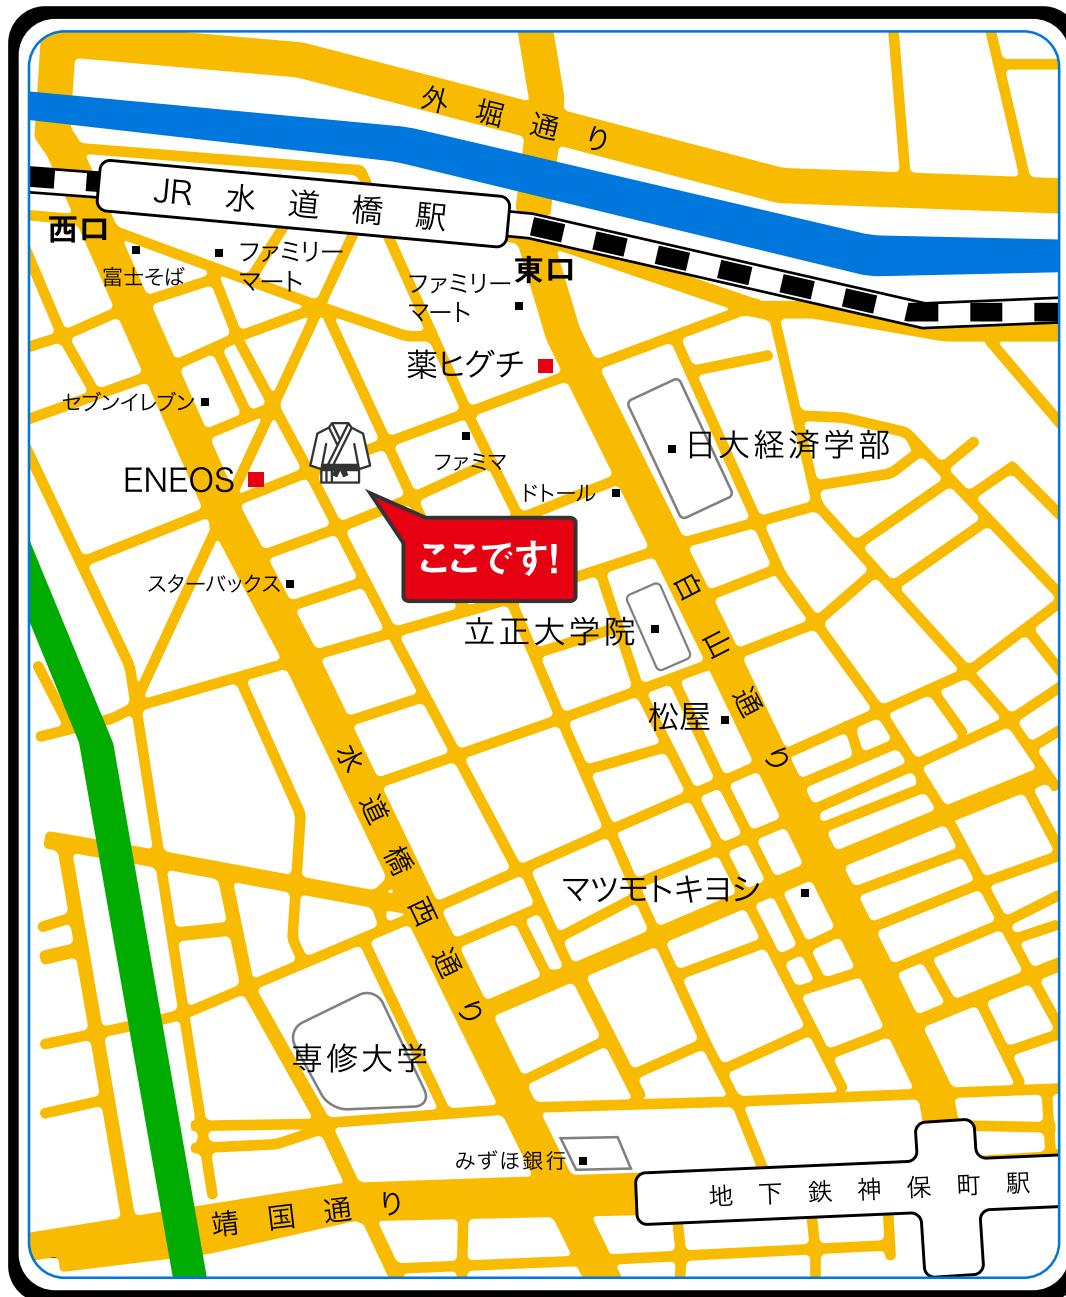 外堀通り
JR 水道橋駅
西口
富士そば
ファミリー
マート
ファミリー
マート
東口
薬ヒグチ
セブンイレブン
ENEOS
ファミマ
日大経済学部
ドトール
ここです!
スターバックス
立正大学院
白山通り
松屋
水道橋西通り
マツモトキヨシ
専修大学
みずほ銀行
靖国通り
地下鉄神保町駅